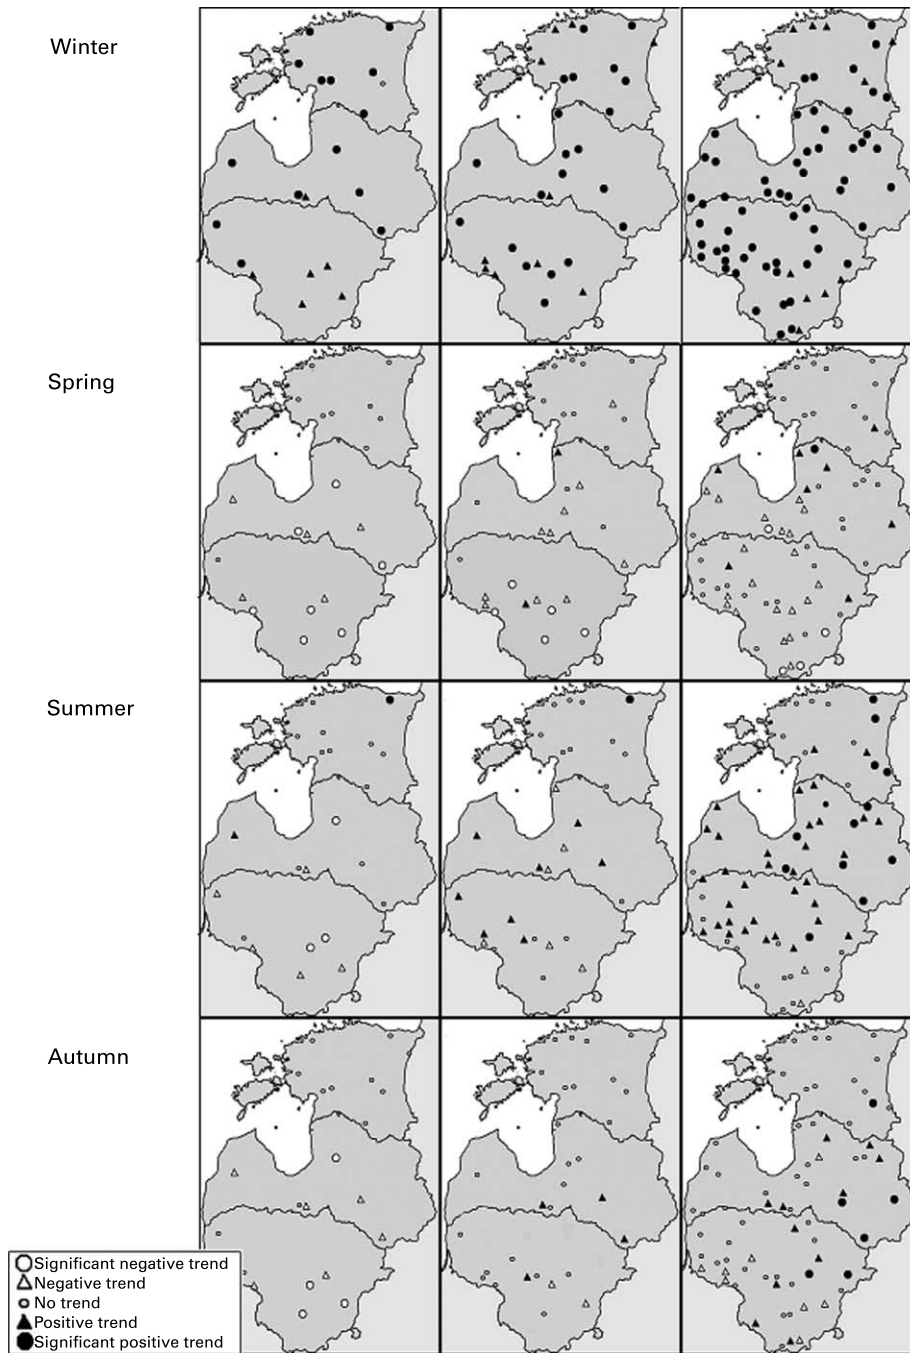 Winter
Spring
Summer
Autumn
Significant negative trend
Negative trend
No trend
Positive trend
Significant positive trend